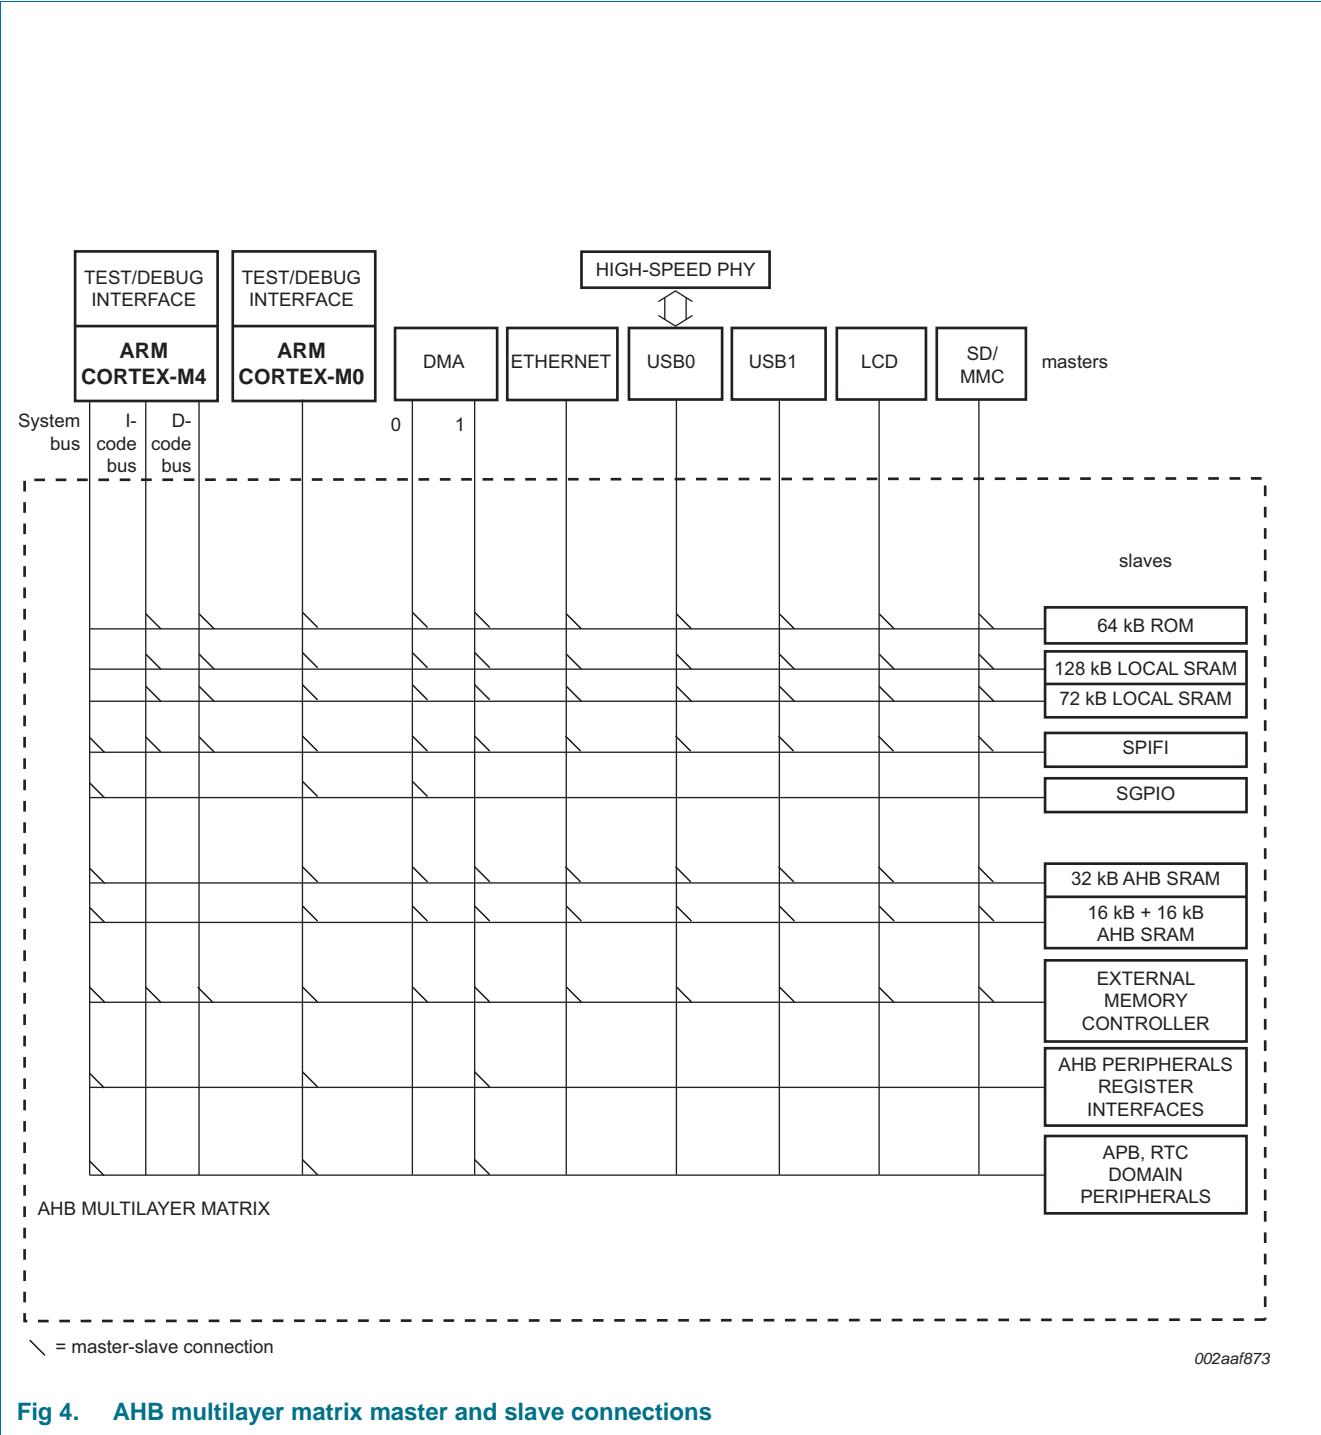 TEST/DEBUG
INTERFACE
ARM
CORTEX-M4
TEST/DEBUG
INTERFACE
ARM
CORTEX-M0
HIGH-SPEED PHY
DMA
ETHERNET
USB0
USB1
LCD
SD/
MMC
masters
System
bus
I-
code
bus
D-
code
bus
0
1
slaves
64 kB ROM
128 kB LOCAL SRAM
72 kB LOCAL SRAM
SPIFI
SGPIO
32 kB AHB SRAM
16 kB + 16 kB
AHB SRAM
EXTERNAL
MEMORY
CONTROLLER
AHB PERIPHERALS
REGISTER
INTERFACES
APB, RTC
DOMAIN
PERIPHERALS
AHB MULTILAYER MATRIX
= master-slave connection
002aaf873
Fig 4. AHB multilayer matrix master and slave connections